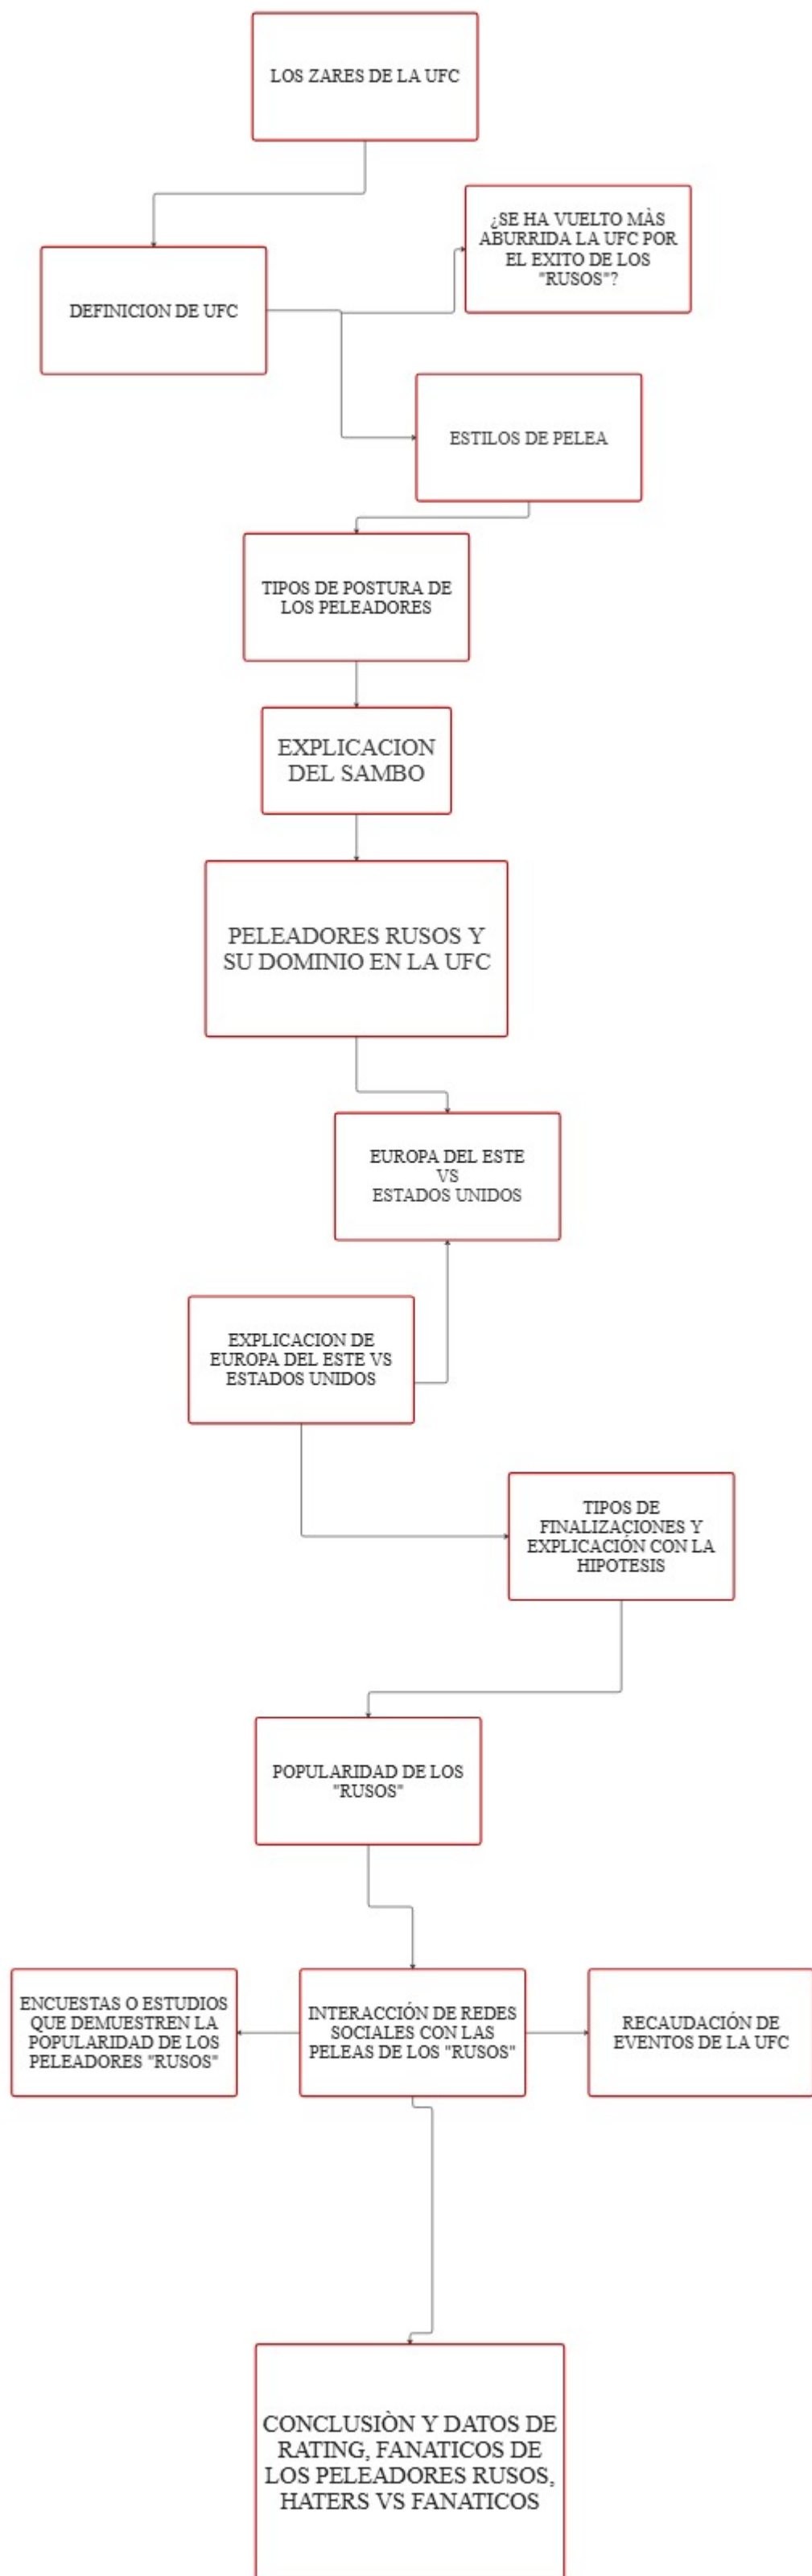 LOS ZARES DE LA UFC
¿SE HA VUELTO MÀS
ABURRIDA LA UFC POR
EL EXITO DE LOS
"RUSOS"?
DEFINICION DE UFC
ESTILOS DE PELEA
TIPOS DE POSTURA DE
LOS PELEADORES
EXPLICACION
DEL SAMBO
PELEADORES RUSOS Y
SU DOMINIO EN LA UFC
EUROPA DEL ESTE
VS
ESTADOS UNIDOS
EXPLICACION DE
EUROPA DEL ESTE VS
ESTADOS UNIDOS
TIPOS DE
FINALIZACIONES Y
EXPLICACIÓN CON LA
HIPOTESIS
POPULARIDAD DE LOS
"RUSOS"
ENCUESTAS O ESTUDIOS
QUE DEMUESTREN LA
POPULARIDAD DE LOS
PELEADORES "RUSOS"
INTERACCIÓN DE REDES
SOCIALES CON LAS
PELEAS DE LOS "RUSOS"
RECAUDACIÓN DE
EVENTOS DE LA UFC
CONCLUSIÒN Y DATOS DE
RATING, FANATICOS DE
LOS PELEADORES RUSOS,
HATERS VS FANATICOS